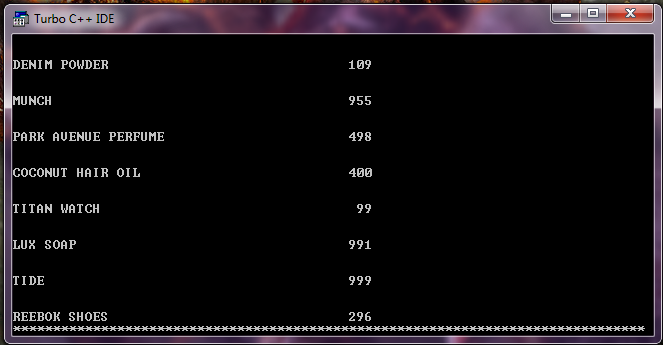 Turbo C++ IDE
DENIM POWDER 109
MUNCH 955
PARK AVENUE PERFUME 498
COCONUT HAIR OIL 400
TITAN WATCH 99
LUX SOAP 991
TIDE 999
REEBOK SHOES 296
*******************************************************************************